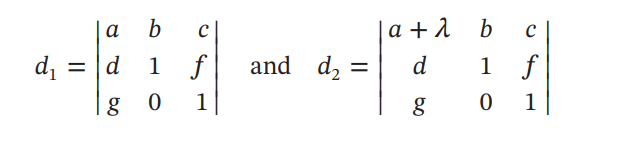 d₁ = | a b c | and d₂ = | a + λ b c |
| d 1 f | | d 1 f |
| g 0 1 | | g 0 1 |